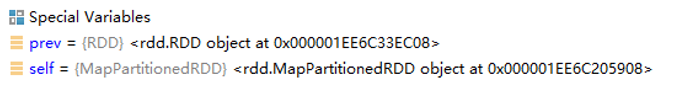 Special Variables
prev = {RDD} <rdd.RDD object at 0x000001EE6C33EC08>
self = {MapPartitionedRDD} <rdd.MapPartitionedRDD object at 0x000001EE6C205908>